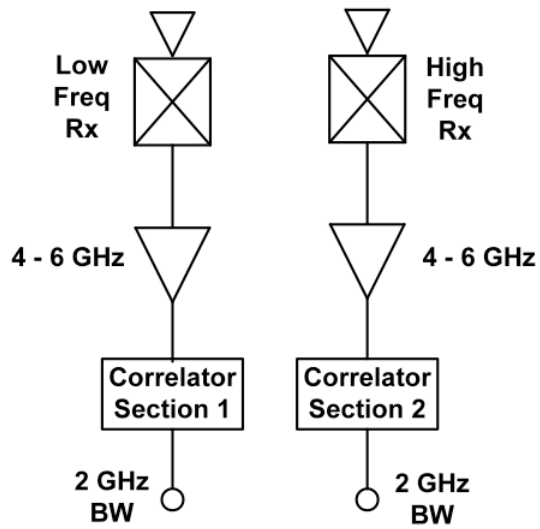 Low
Freq
Rx
High
Freq
Rx
4 - 6 GHz
4 - 6 GHz
Correlator
Section 1
Correlator
Section 2
2 GHz
BW
2 GHz
BW